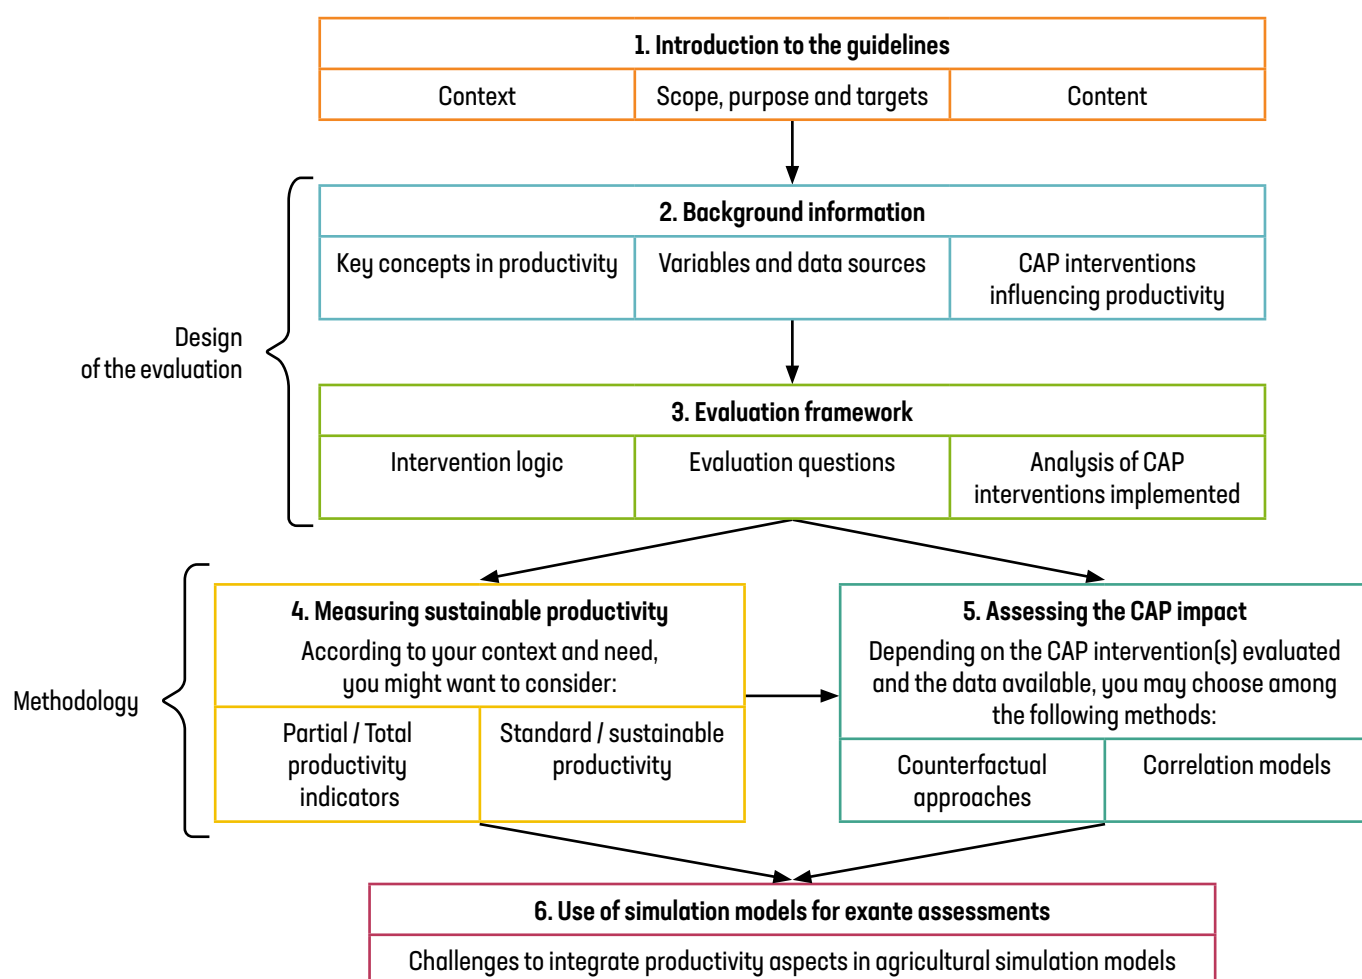 1. Introduction to the guidelines
Context
Scope, purpose and targets
Content
2. Background information
Key concepts in productivity
Variables and data sources
CAP interventions
influencing productivity
Design
of the evaluation
3. Evaluation framework
Intervention logic
Evaluation questions
Analysis of CAP
interventions implemented
Methodology
4. Measuring sustainable productivity
According to your context and need,
you might want to consider:
Partial / Total
productivity
indicators
Standard / sustainable
productivity
5. Assessing the CAP impact
Depending on the CAP intervention(s) evaluated
and the data available, you may choose among
the following methods:
Counterfactual
approaches
Correlation models
6. Use of simulation models for exante assessments
Challenges to integrate productivity aspects in agricultural simulation models